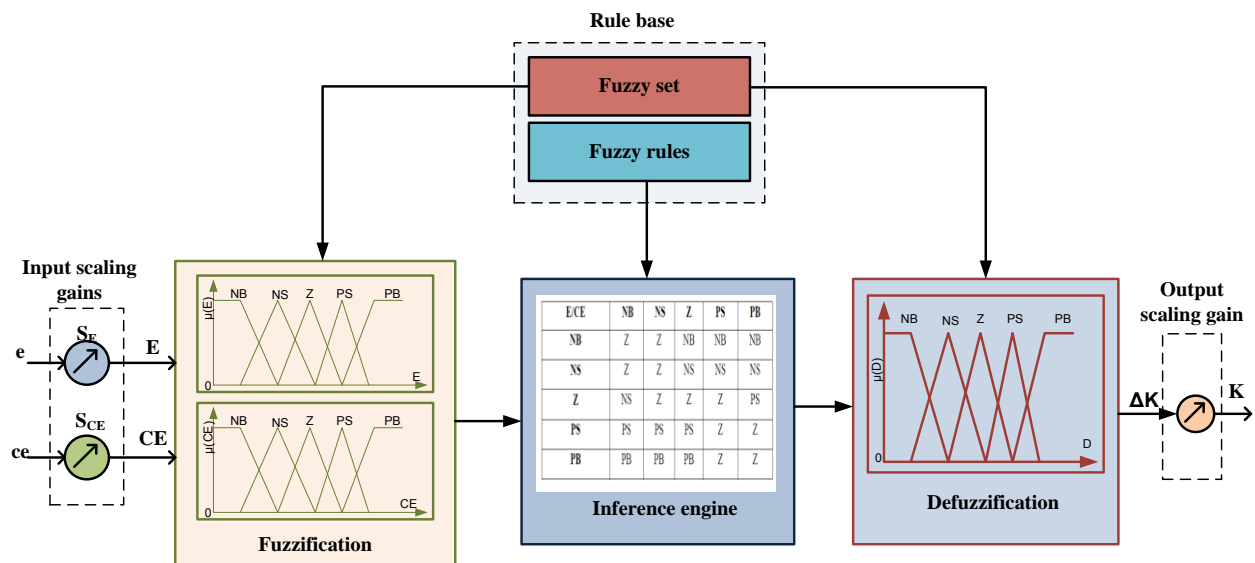 Rule base
Fuzzy set
Fuzzy rules
Input scaling
gains
S_E
e
E
S_CE
ce
CE
NB NS Z PS PB
μ(E)
0
E
NB NS Z PS PB
μ(CE)
0
CE
Fuzzification
E/CE NB NS Z PS PB
NB Z Z NB NB NB
NS Z Z NS NS NS
Z NS Z Z Z PS
PS PS PS PS Z Z
PB PB PB PB Z Z
Inference engine
NB NS Z PS PB
μ(D)
0
D
Defuzzification
Output
scaling gain
ΔK
K